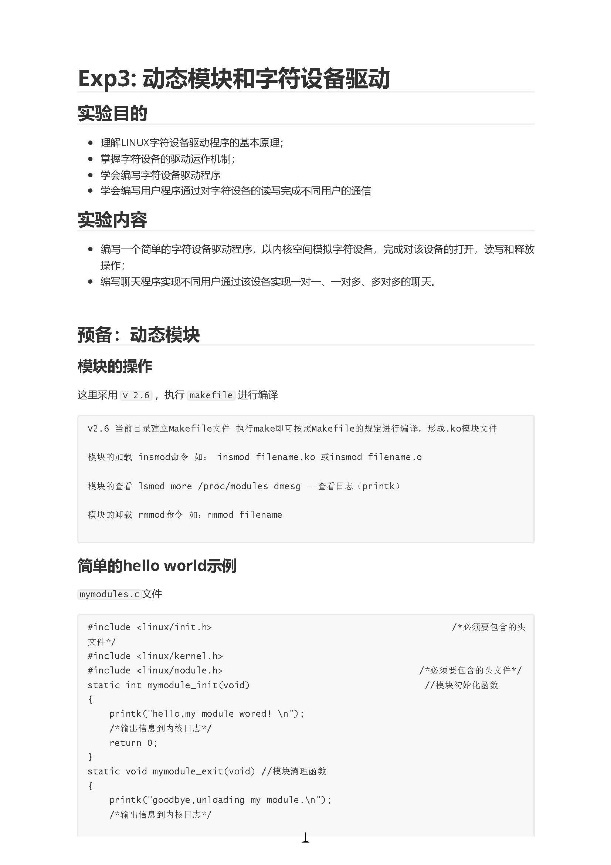 Exp3: 动态模块和字符设备驱动
实验目的
理解LINUX字符设备驱动程序的基本原理；
掌握字符设备的驱动运作机制；
学会编写字符设备驱动程序
学会编写用户程序通过对字符设备的读写完成不同用户的通信
实验内容
编写一个简单的字符设备驱动程序，以内核空间模拟字符设备，完成对该设备的打开，读写和释放
操作；
编写聊天程序实现不同用户通过该设备实现一对一、一对多、多对多的聊天。
预备：动态模块
模块的操作
这里采用 v 2.6 ，执行 makefile 进行编译
V2.6 当前目录建立Makefile文件 执行make即可按照Makefile的规定进行编译，形成.ko模块文件
模块的加载 insmod命令 如： insmod filename.ko 或insmod filename.o
模块的查看 lsmod more /proc/modules dmesg --查看日志（printk）
模块的卸载 rmmod命令 如：rmmod filename
简单的hello world示例
mymodules.c文件
#include <linux/init.h> /*必须要包含的头
文件*/
#include <linux/kernel.h>
#include <linux/module.h> /*必须要包含的头文件*/
static int mymodule_init(void) //模块初始化函数
{
printk("hello,my module wored! \n");
/*输出信息到内核日志*/
return 0;
}
static void mymodule_exit(void) //模块清理函数
{
printk("goodbye,unloading my module.\n");
/*输出信息到内核日志*/
1